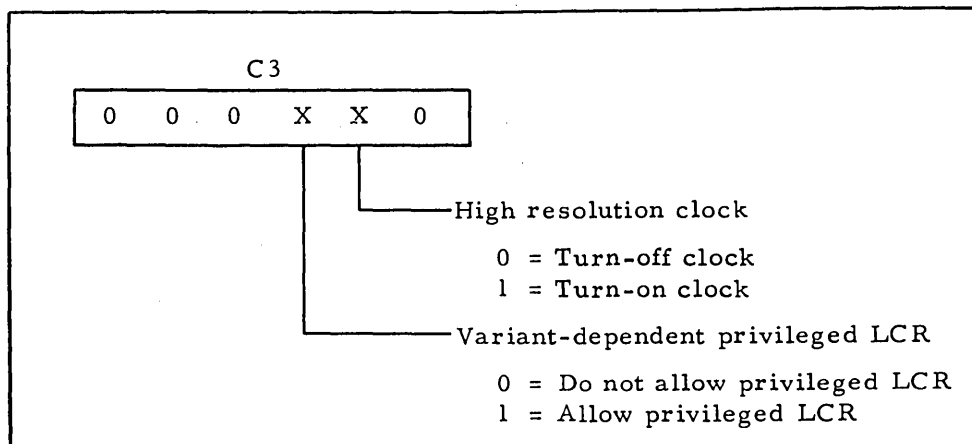 C3
0 0 0 X X 0
High resolution clock
0 = Turn-off clock
1 = Turn-on clock
Variant-dependent privileged LCR
0 = Do not allow privileged LCR
1 = Allow privileged LCR